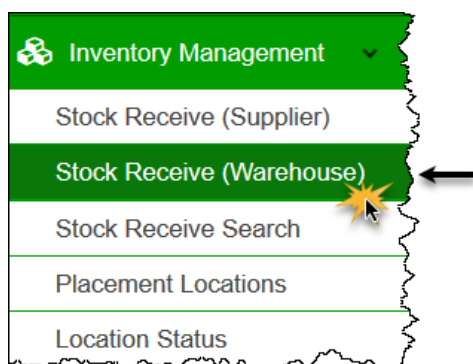 Inventory Management
Stock Receive (Supplier)
Stock Receive (Warehouse)
Stock Receive Search
Placement Locations
Location Status